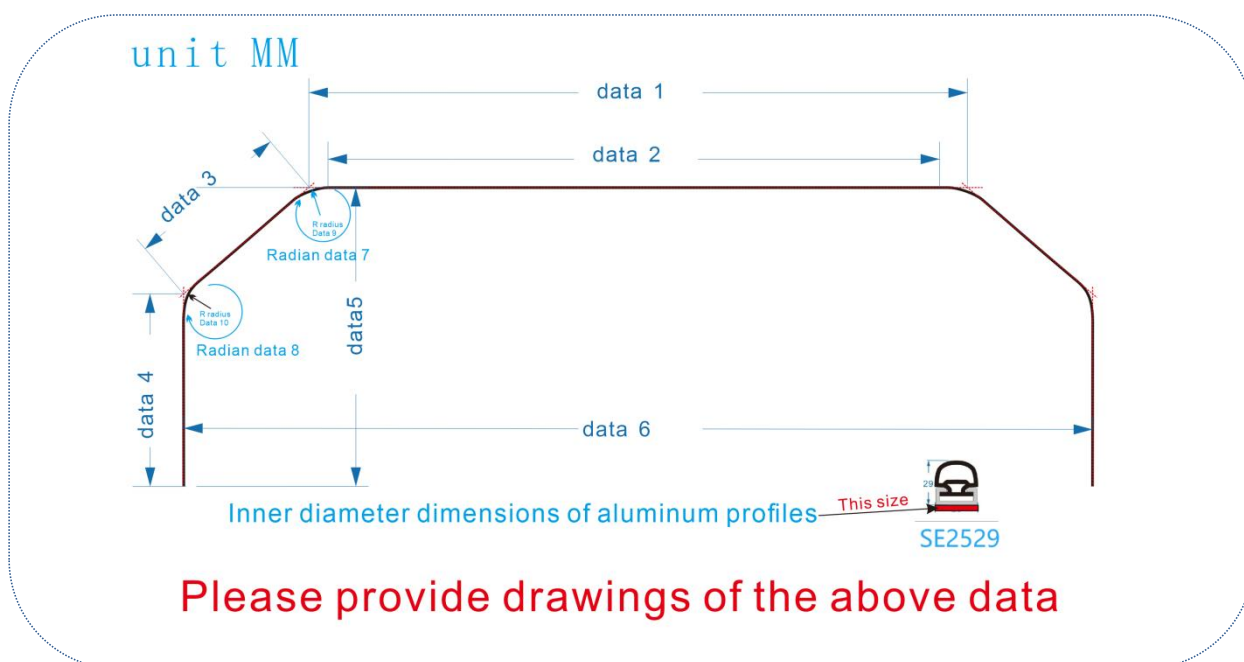 unit MM
data 1
data 2
data 3
R radius
Data 9
Radian data 7
R radius
Data 10
Radian data 8
data5
data 4
data 6
29
Inner diameter dimensions of aluminum profiles
This size
SE2529
Please provide drawings of the above data